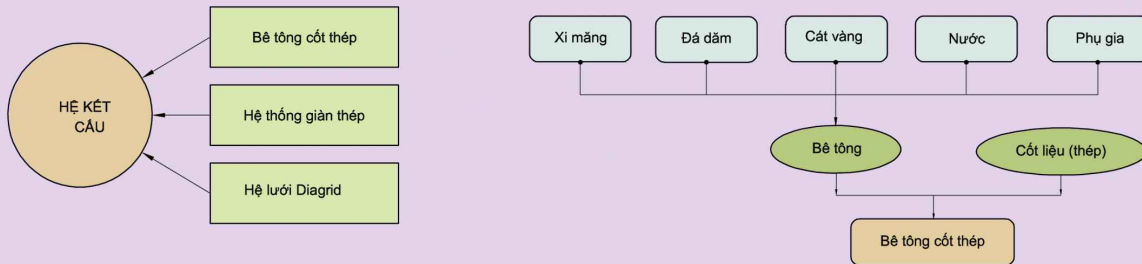 HỆ KẾT
CẤU
Bê tông cốt thép
Hệ thống giàn thép
Hệ lưới Diagrid
Xi măng
Đá dăm
Cát vàng
Nước
Phụ gia
Bê tông
Cốt liệu (thép)
Bê tông cốt thép